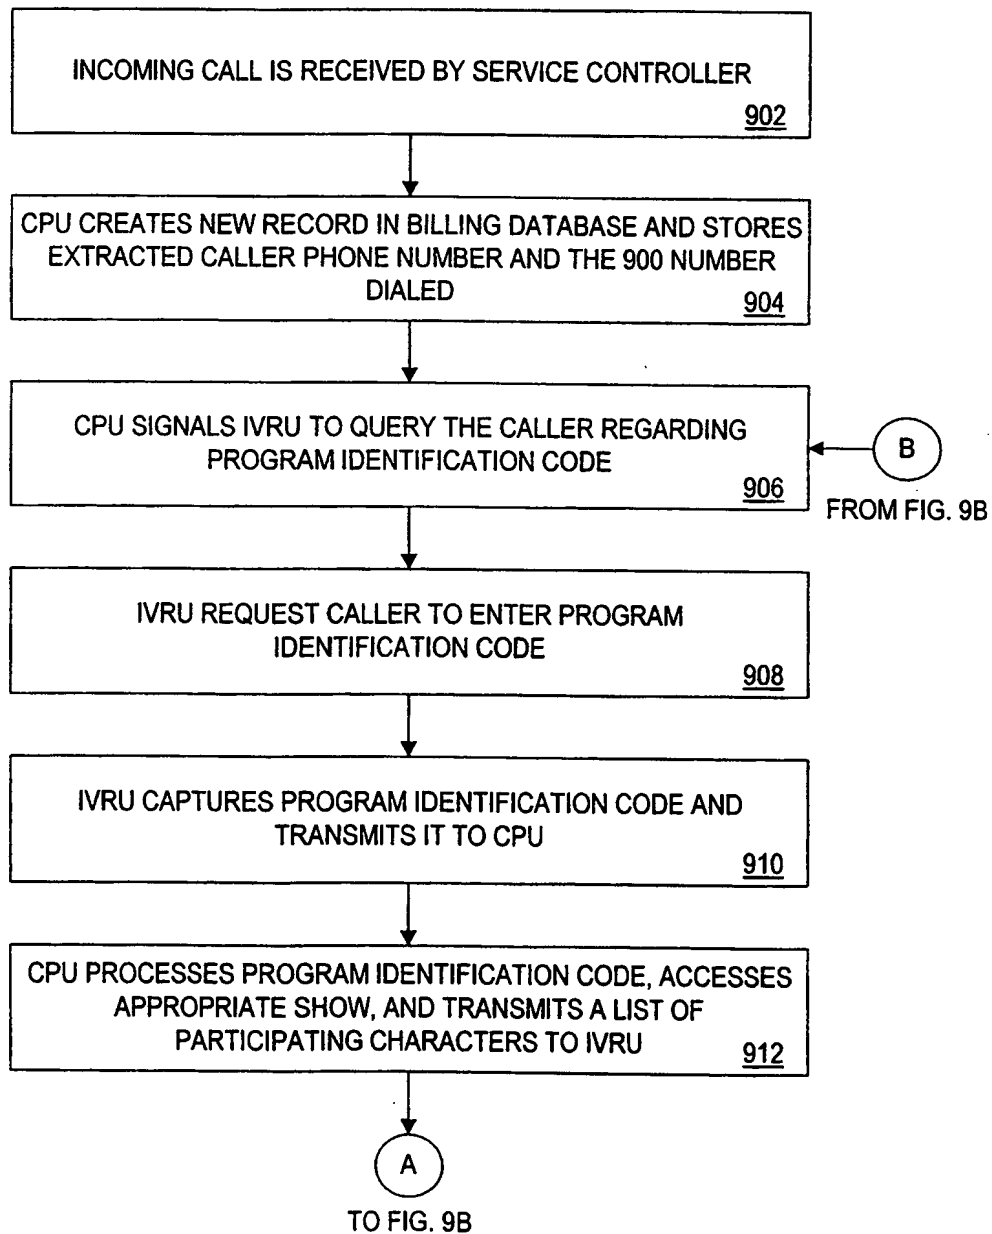 INCOMING CALL IS RECEIVED BY SERVICE CONTROLLER
902
CPU CREATES NEW RECORD IN BILLING DATABASE AND STORES
EXTRACTED CALLER PHONE NUMBER AND THE 900 NUMBER
DIALED
904
CPU SIGNALS IVRU TO QUERY THE CALLER REGARDING
PROGRAM IDENTIFICATION CODE
906
B
FROM FIG. 9B
IVRU REQUEST CALLER TO ENTER PROGRAM
IDENTIFICATION CODE
908
IVRU CAPTURES PROGRAM IDENTIFICATION CODE AND
TRANSMITS IT TO CPU
910
CPU PROCESSES PROGRAM IDENTIFICATION CODE, ACCESSES
APPROPRIATE SHOW, AND TRANSMITS A LIST OF
PARTICIPATING CHARACTERS TO IVRU
912
A
TO FIG. 9B